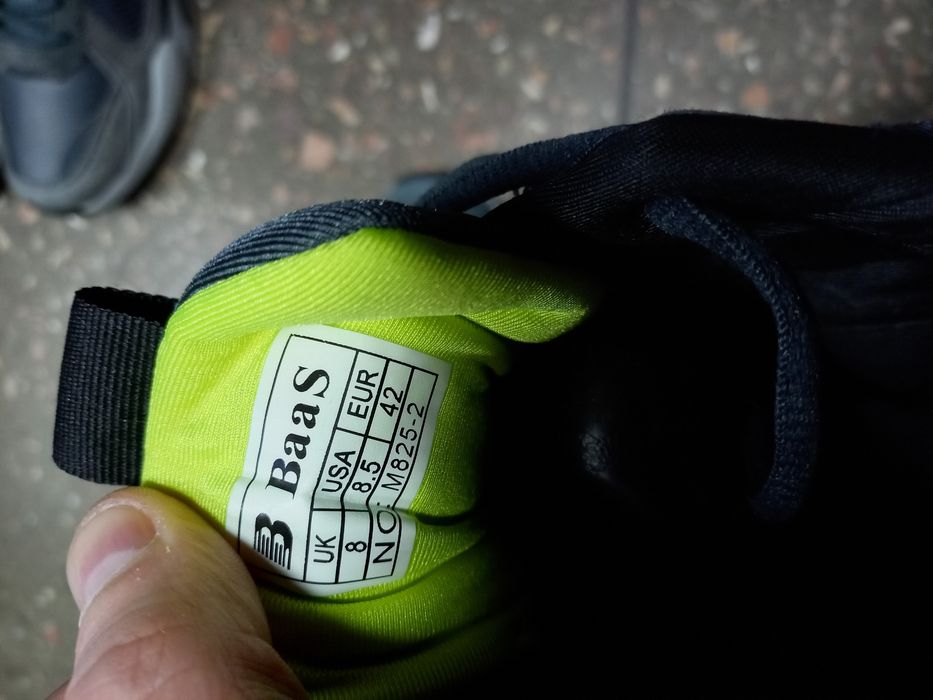 B BaaS
UK USA EUR
8 8.5 42
NO: M825-2